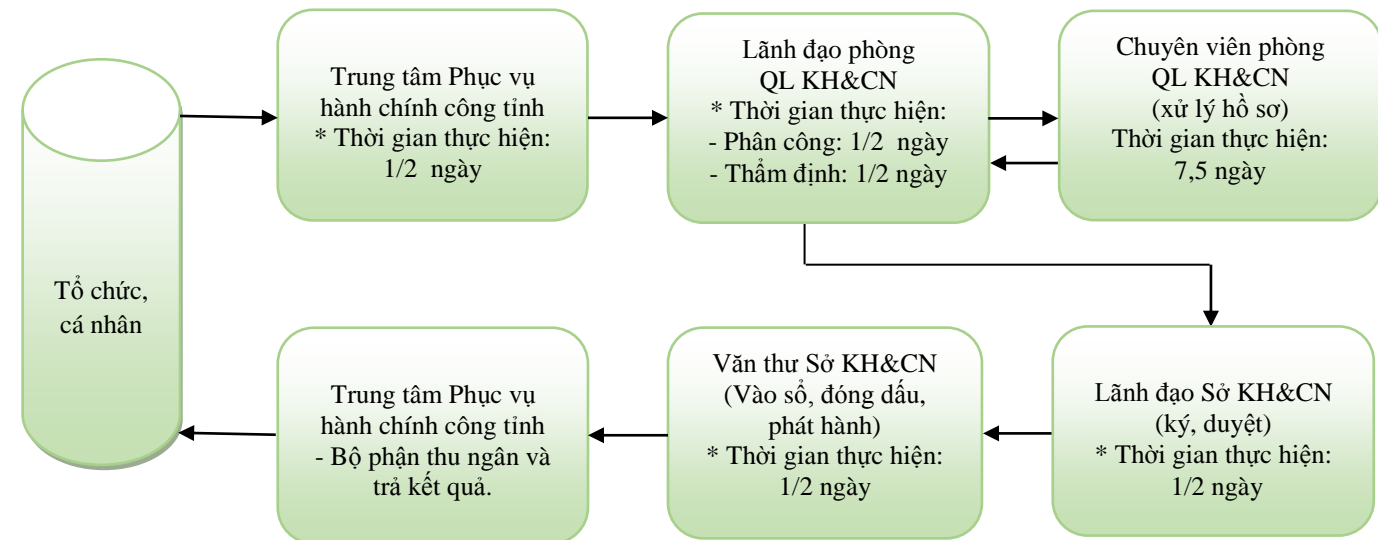 Trung tâm Phục vụ
hành chính công tỉnh
* Thời gian thực hiện:
1/2 ngày
Lãnh đạo phòng
QL KH&CN
* Thời gian thực hiện:
- Phân công: 1/2 ngày
- Thẩm định: 1/2 ngày
Chuyên viên phòng
QL KH&CN
(xử lý hồ sơ)
Thời gian thực hiện:
7,5 ngày
Tổ chức,
cá nhân
Trung tâm Phục vụ
hành chính công tỉnh
- Bộ phận thu ngân và
trả kết quả.
Văn thư Sở KH&CN
(Vào sổ, đóng dấu,
phát hành)
* Thời gian thực hiện:
1/2 ngày
Lãnh đạo Sở KH&CN
(ký, duyệt)
* Thời gian thực hiện:
1/2 ngày